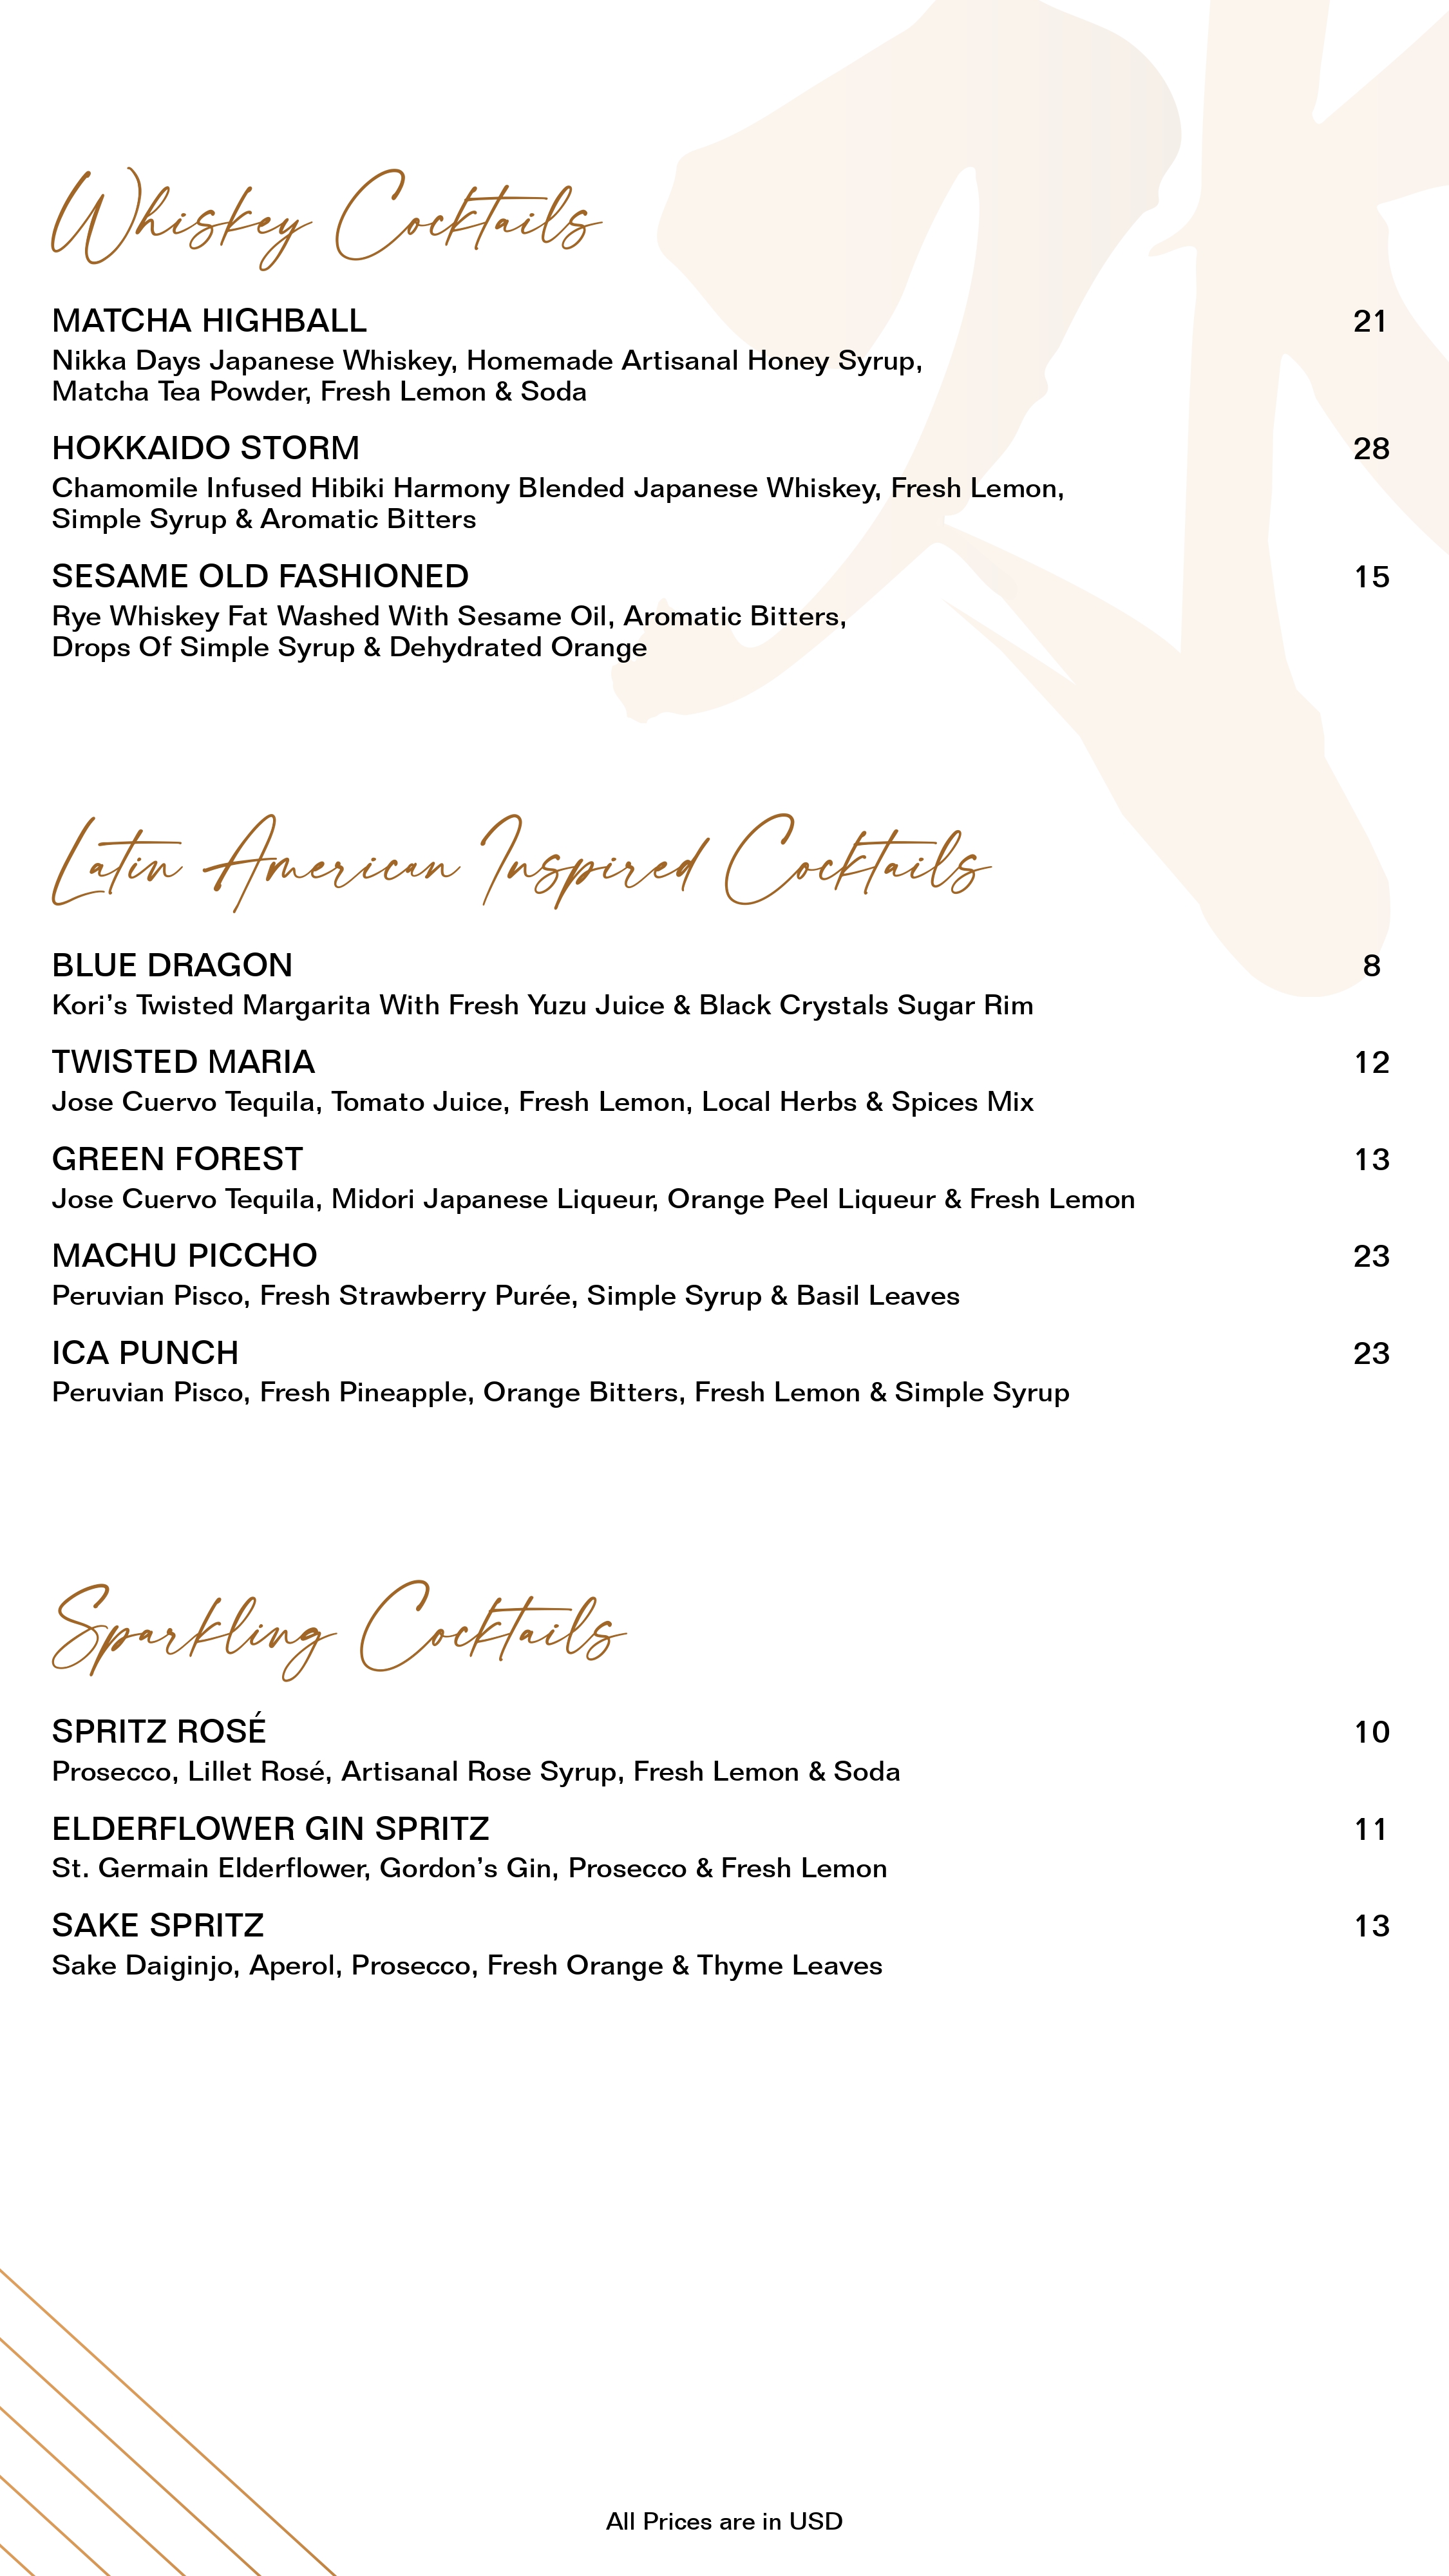 Whiskey Cocktails
MATCHA HIGHBALL 21
Nikka Days Japanese Whiskey, Homemade Artisanal Honey Syrup,
Matcha Tea Powder, Fresh Lemon & Soda
HOKKAIDO STORM 28
Chamomile Infused Hibiki Harmony Blended Japanese Whiskey, Fresh Lemon,
Simple Syrup & Aromatic Bitters
SESAME OLD FASHIONED 15
Rye Whiskey Fat Washed With Sesame Oil, Aromatic Bitters,
Drops Of Simple Syrup & Dehydrated Orange
Latin American Inspired Cocktails
BLUE DRAGON 8
Kori’s Twisted Margarita With Fresh Yuzu Juice & Black Crystals Sugar Rim
TWISTED MARIA 12
Jose Cuervo Tequila, Tomato Juice, Fresh Lemon, Local Herbs & Spices Mix
GREEN FOREST 13
Jose Cuervo Tequila, Midori Japanese Liqueur, Orange Peel Liqueur & Fresh Lemon
MACHU PICCHO 23
Peruvian Pisco, Fresh Strawberry Purée, Simple Syrup & Basil Leaves
ICA PUNCH 23
Peruvian Pisco, Fresh Pineapple, Orange Bitters, Fresh Lemon & Simple Syrup
Sparkling Cocktails
SPRITZ ROSÉ 10
Prosecco, Lillet Rosé, Artisanal Rose Syrup, Fresh Lemon & Soda
ELDERFLOWER GIN SPRITZ 11
St. Germain Elderflower, Gordon’s Gin, Prosecco & Fresh Lemon
SAKE SPRITZ 13
Sake Daiginjo, Aperol, Prosecco, Fresh Orange & Thyme Leaves
All Prices are in USD